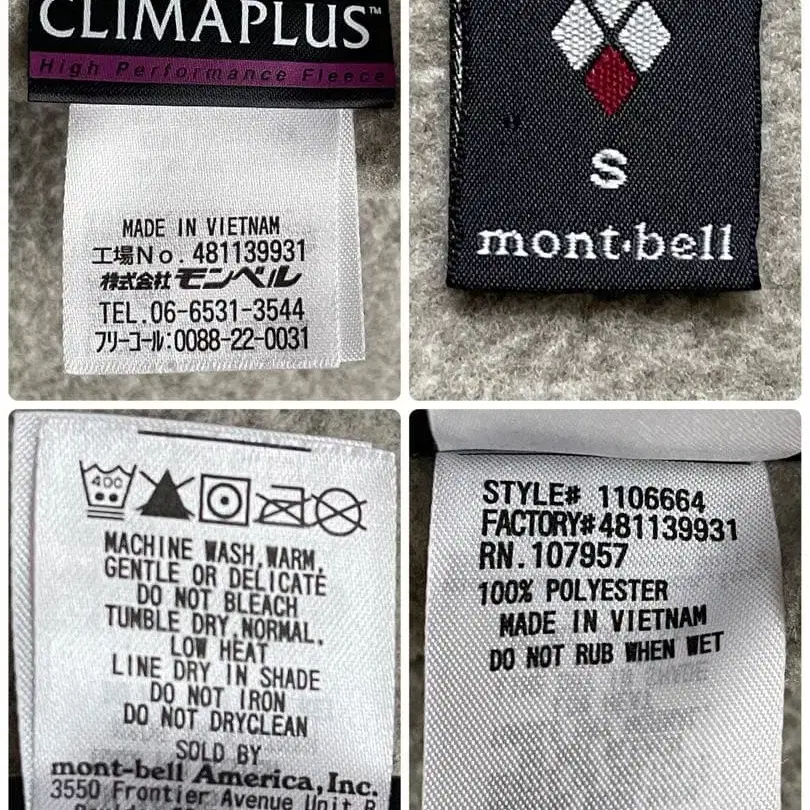 CLIMAPLUS™
High Performance Fleece
MADE IN VIETNAM
工場No. 481139931
株式会社モンベル
TEL.06-6531-3544
フリーコール:0088-22-0031
S
mont·bell
40C
MACHINE WASH,WARM,
GENTLE OR DELICATE
DO NOT BLEACH
TUMBLE DRY,NORMAL.
LOW HEAT
LINE DRY IN SHADE
DO NOT IRON
DO NOT DRYCLEAN
SOLD BY
mont-bell America,Inc.
3550 Frontier Avenue Unit
STYLE# 1106664
FACTORY#481139931
RN.107957
100% POLYESTER
MADE IN VIETNAM
DO NOT RUB WHEN WET